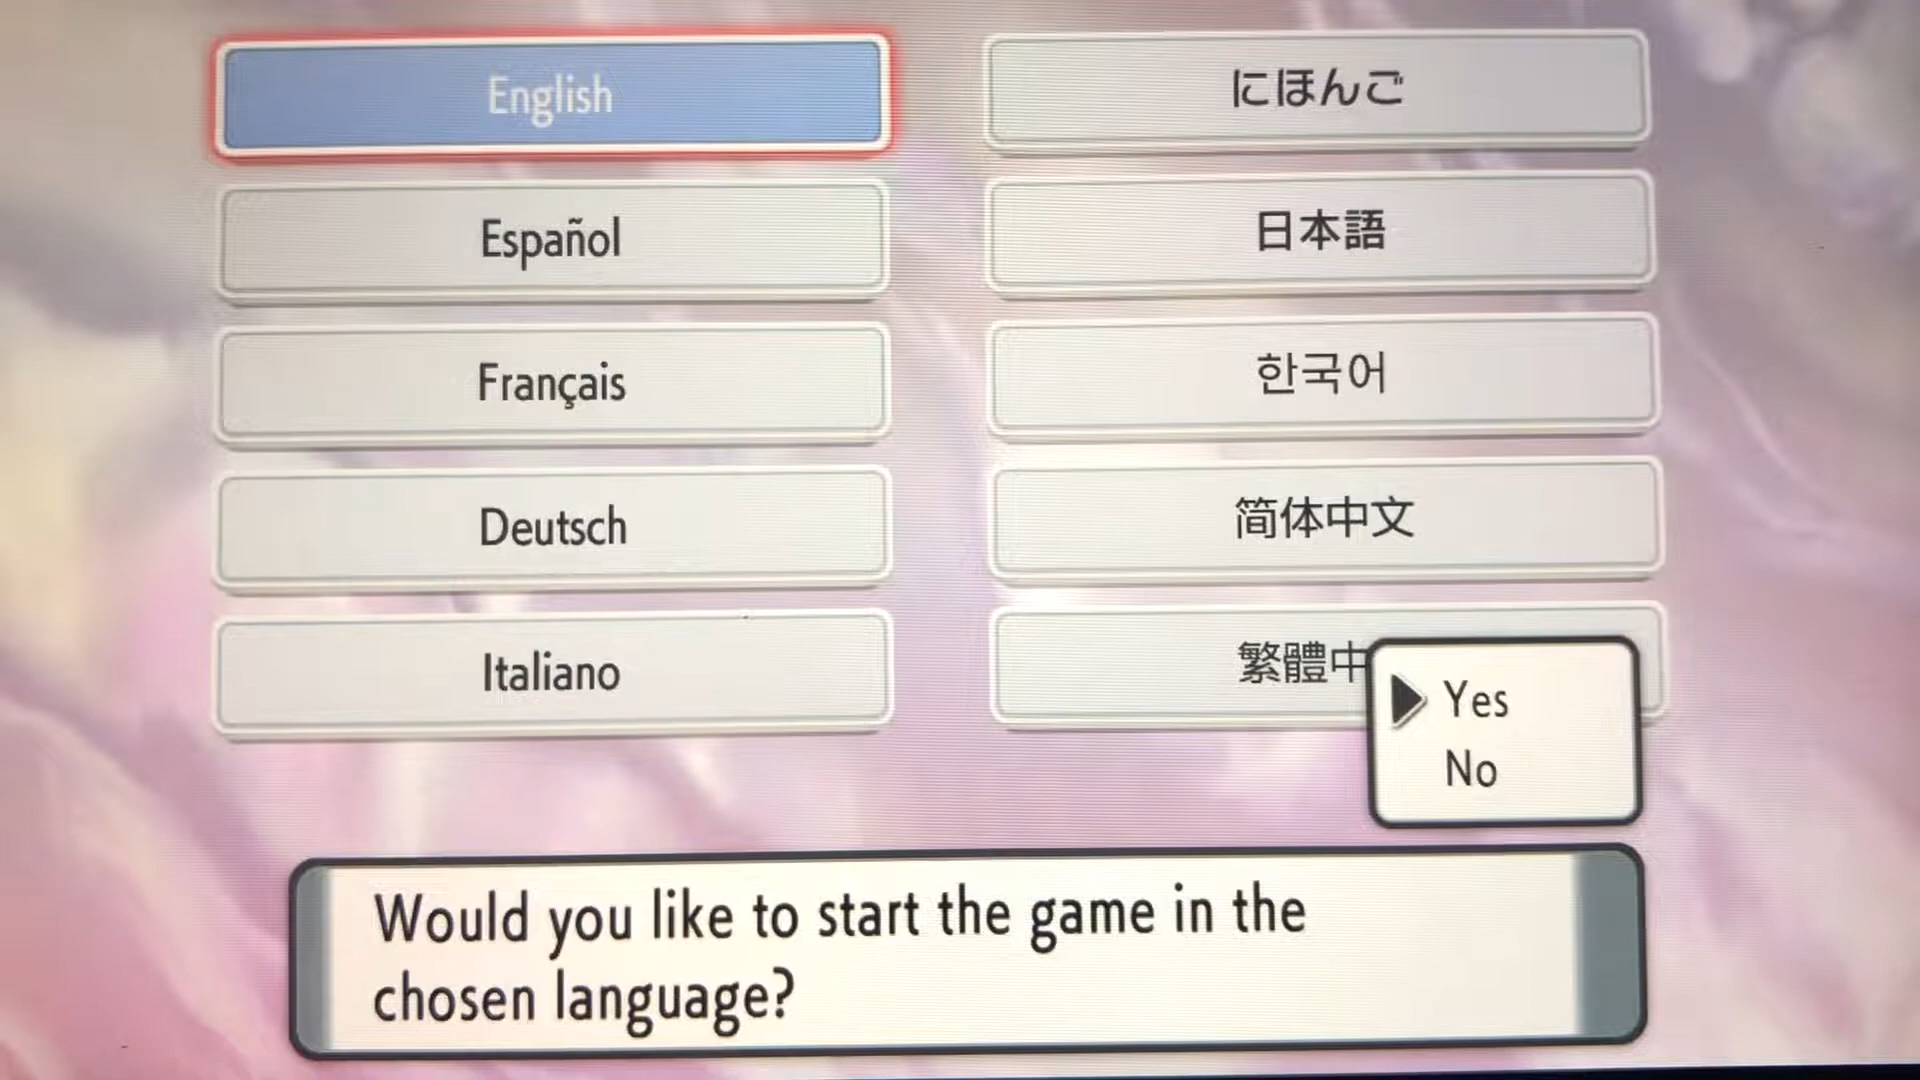 English
Español
Français
Deutsch
Italiano
にほんご
日本語
한국어
简体中文
繁體中
Yes
No
Would you like to start the game in the
chosen language?